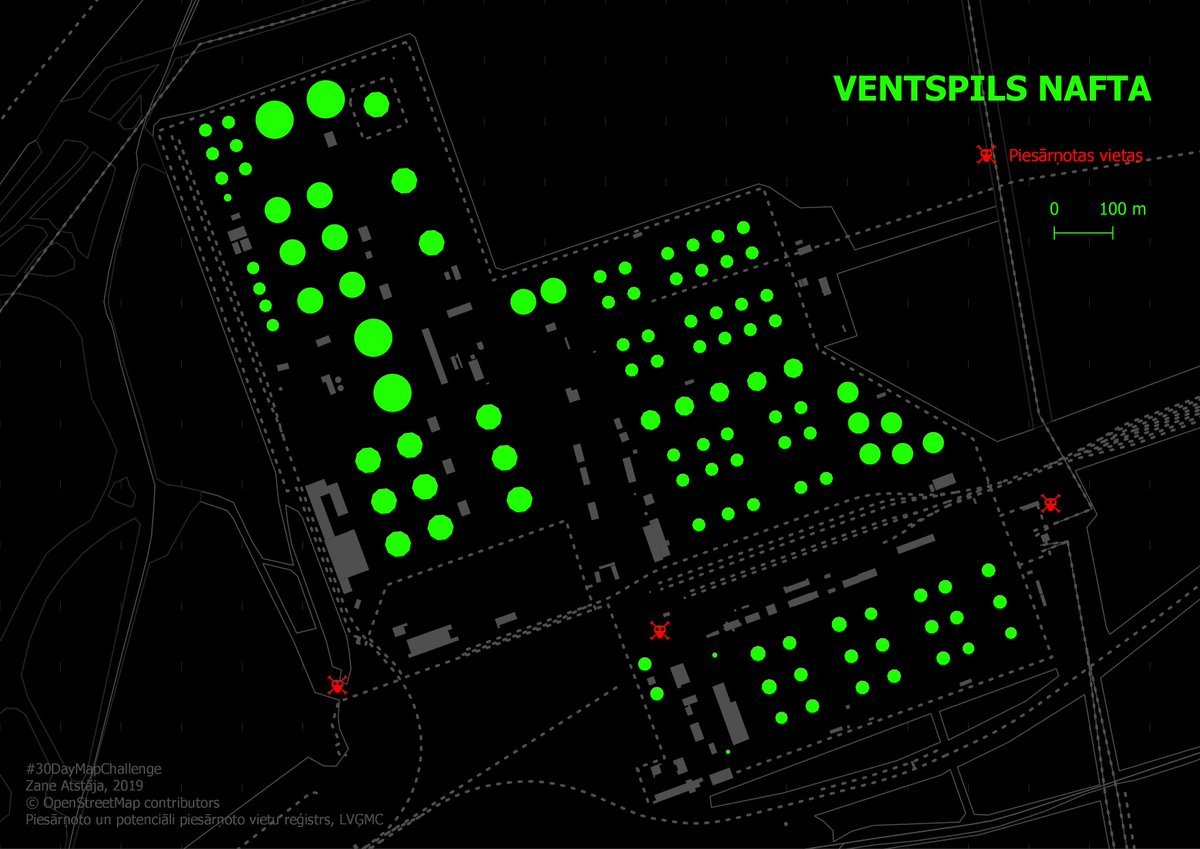 VENTSPILS NAFTA
Piesārņotas vietas
0 100 m
#30DayMapChallenge
Zane Atstāja, 2019
© OpenStreetMap contributors
Piesārņoto un potenciāli piesārņoto vietu reģistrs, LVĢMC